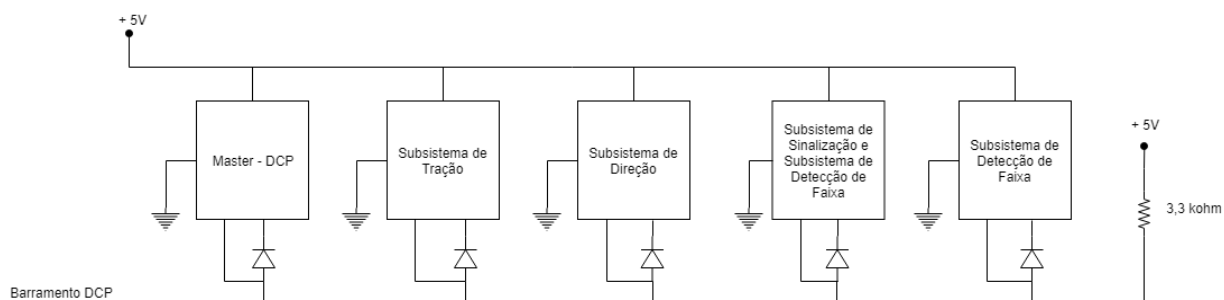 + 5V
Master - DCP
Subsistema de
Tração
Subsistema de
Direção
Subsistema de
Sinalização e
Subsistema de
Detecção de
Faixa
Subsistema de
Detecção de
Faixa
+ 5V
3,3 kohm
Barramento DCP